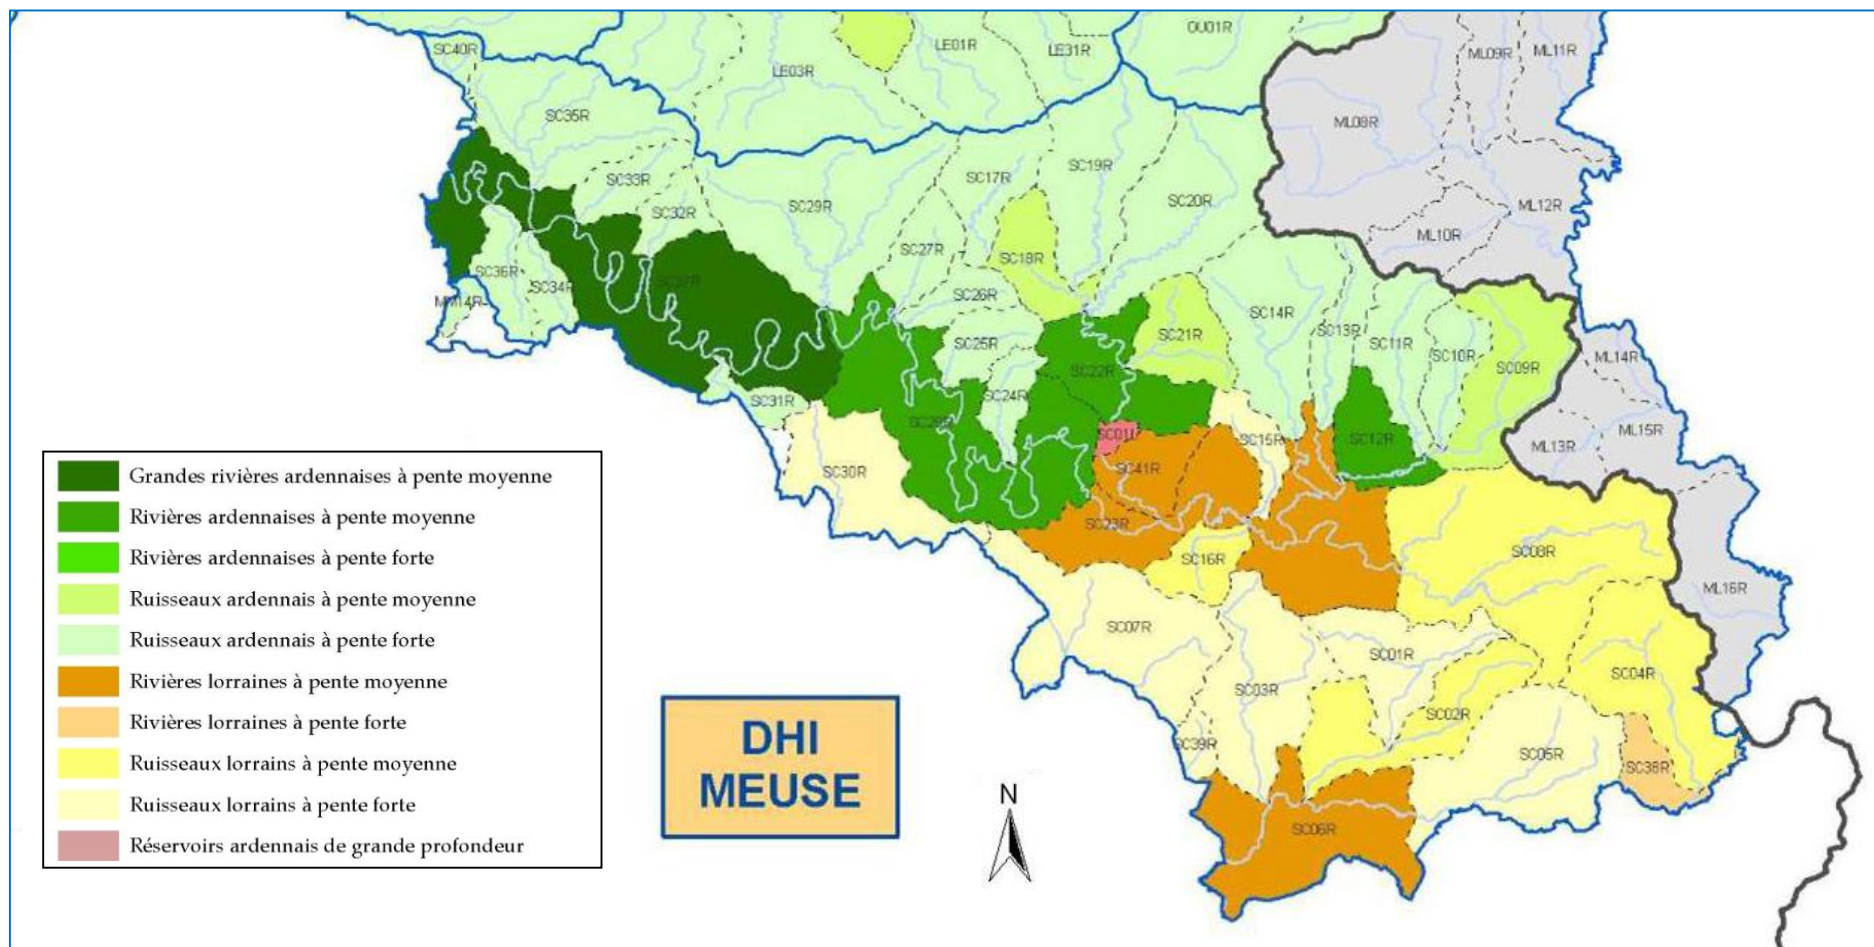 OU01R
ML09R
ML11R
SC40R
LE01R
LE31R
LE03R
SC35R
ML08R
SC19R
SC33R
SC17R
SC29R
SC32R
SC20R
ML12R
ML10R
SC27R
SC18R
SC36R
SC34R
SC37R
MM14R
SC26R
SC14R
SC13R
SC21R
SC25R
SC11R
SC10R
ML14R
SC09R
SC22R
SC24R
SC31R
SC28R
SC01L
SC15R
SC12R
ML15R
ML13R
SC30R
SC41R
SC23R
SC16R
SC08R
ML16R
SC07R
SC01R
SC03R
SC04R
SC02R
SC39R
SC05R
SC38R
SC06R
Grandes rivières ardennaises à pente moyenne
Rivières ardennaises à pente moyenne
Rivières ardennaises à pente forte
Ruisseaux ardennais à pente moyenne
Ruisseaux ardennais à pente forte
Rivières lorraines à pente moyenne
Rivières lorraines à pente forte
Ruisseaux lorrains à pente moyenne
Ruisseaux lorrains à pente forte
Réservoirs ardennais de grande profondeur
DHI
MEUSE
N